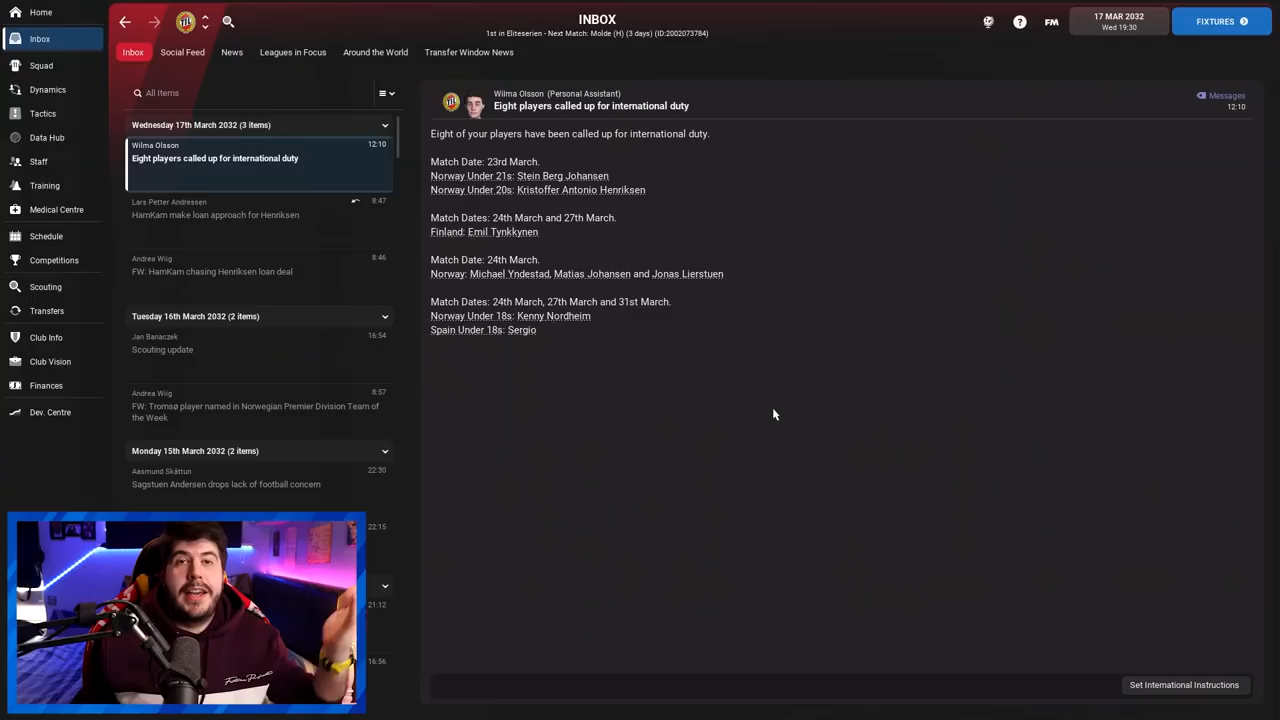 Home
Inbox
Squad
Dynamics
Tactics
Data Hub
Staff
Training
Medical Centre
Schedule
Competitions
Scouting
Transfers
Club Info
Club Vision
Finances
Dev. Centre
TIL
INBOX
1st in Eliteserien - Next Match: Molde (H) (3 days) (ID:2002073784)
FM
17 MAR 2032
Wed 19:30
FIXTURES
Inbox
Social Feed
News
Leagues in Focus
Around the World
Transfer Window News
All Items
Wednesday 17th March 2032 (3 items)
Wilma Olsson 12:10
Eight players called up for international duty
Lars Petter Andressen 8:47
HamKam make loan approach for Henriksen
Andrea Wiig 8:46
FW: HamKam chasing Henriksen loan deal
Tuesday 16th March 2032 (2 items)
Jan Banaczek 16:54
Scouting update
Andrea Wiig 8:57
FW: Tromsø player named in Norwegian Premier Division Team of
the Week
Monday 15th March 2032 (2 items)
Aasmund Skåttun 22:30
Sagstuen Andersen drops lack of football concern
22:15
21:12
16:56
TIL
Wilma Olsson (Personal Assistant)
Eight players called up for international duty
Messages
12:10
Eight of your players have been called up for international duty.
Match Date: 23rd March.
Norway Under 21s: Stein Berg Johansen
Norway Under 20s: Kristoffer Antonio Henriksen
Match Dates: 24th March and 27th March.
Finland: Emil Tynkkynen
Match Date: 24th March.
Norway: Michael Yndestad, Matias Johansen and Jonas Lierstuen
Match Dates: 24th March, 27th March and 31st March.
Norway Under 18s: Kenny Nordheim
Spain Under 18s: Sergio
Set International Instructions